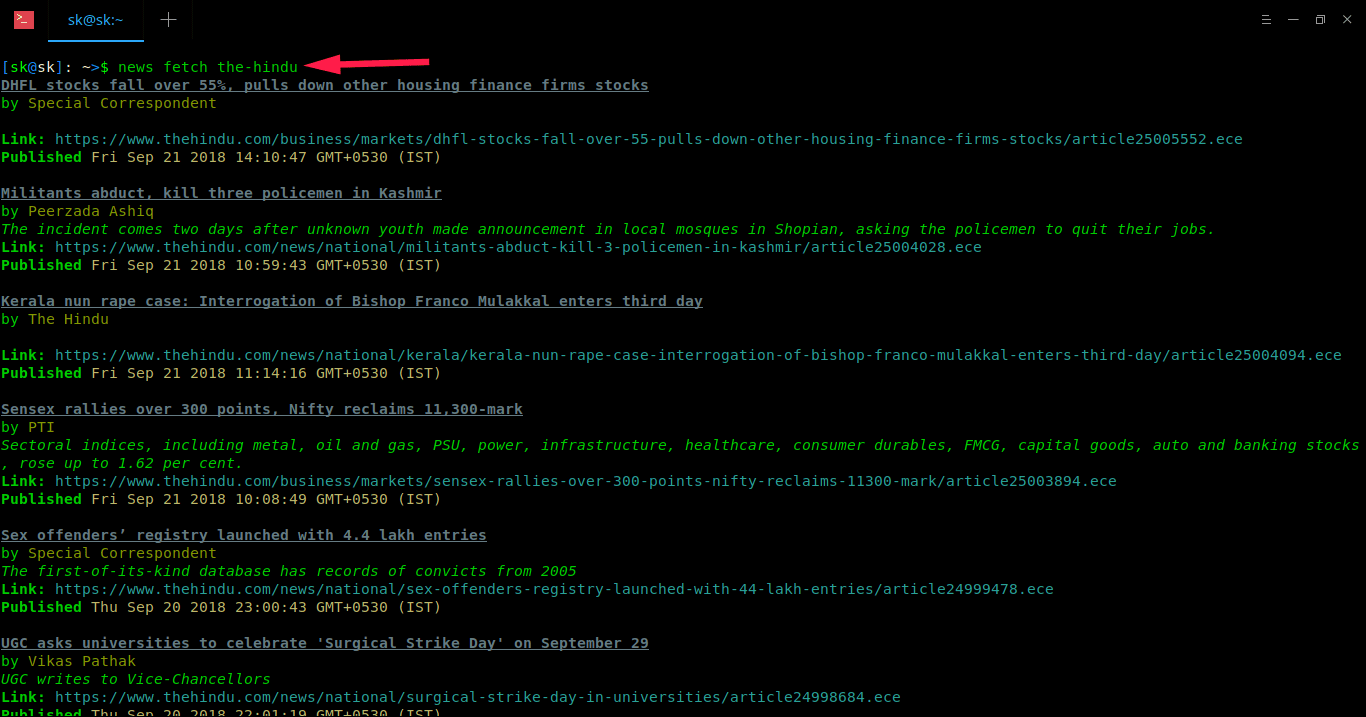 >_ sk@sk:~
[sk@sk]: ~>$ news fetch the-hindu
DHFL stocks fall over 55%, pulls down other housing finance firms stocks
by Special Correspondent
Link: https://www.thehindu.com/business/markets/dhfl-stocks-fall-over-55-pulls-down-other-housing-finance-firms-stocks/article25005552.ece
Published Fri Sep 21 2018 14:10:47 GMT+0530 (IST)
Militants abduct, kill three policemen in Kashmir
by Peerzada Ashiq
The incident comes two days after unknown youth made announcement in local mosques in Shopian, asking the policemen to quit their jobs.
Link: https://www.thehindu.com/news/national/militants-abduct-kill-3-policemen-in-kashmir/article25004028.ece
Published Fri Sep 21 2018 10:59:43 GMT+0530 (IST)
Kerala nun rape case: Interrogation of Bishop Franco Mulakkal enters third day
by The Hindu
Link: https://www.thehindu.com/news/national/kerala/kerala-nun-rape-case-interrogation-of-bishop-franco-mulakkal-enters-third-day/article25004094.ece
Published Fri Sep 21 2018 11:14:16 GMT+0530 (IST)
Sensex rallies over 300 points, Nifty reclaims 11,300-mark
by PTI
Sectoral indices, including metal, oil and gas, PSU, power, infrastructure, healthcare, consumer durables, FMCG, capital goods, auto and banking stocks
, rose up to 1.62 per cent.
Link: https://www.thehindu.com/business/markets/sensex-rallies-over-300-points-nifty-reclaims-11300-mark/article25003894.ece
Published Fri Sep 21 2018 10:08:49 GMT+0530 (IST)
Sex offenders’ registry launched with 4.4 lakh entries
by Special Correspondent
The first-of-its-kind database has records of convicts from 2005
Link: https://www.thehindu.com/news/national/sex-offenders-registry-launched-with-44-lakh-entries/article24999478.ece
Published Thu Sep 20 2018 23:00:43 GMT+0530 (IST)
UGC asks universities to celebrate 'Surgical Strike Day' on September 29
by Vikas Pathak
UGC writes to Vice-Chancellors
Link: https://www.thehindu.com/news/national/surgical-strike-day-in-universities/article24998684.ece
Published Thu Sep 20 2018 22:01:19 GMT+0530 (IST)